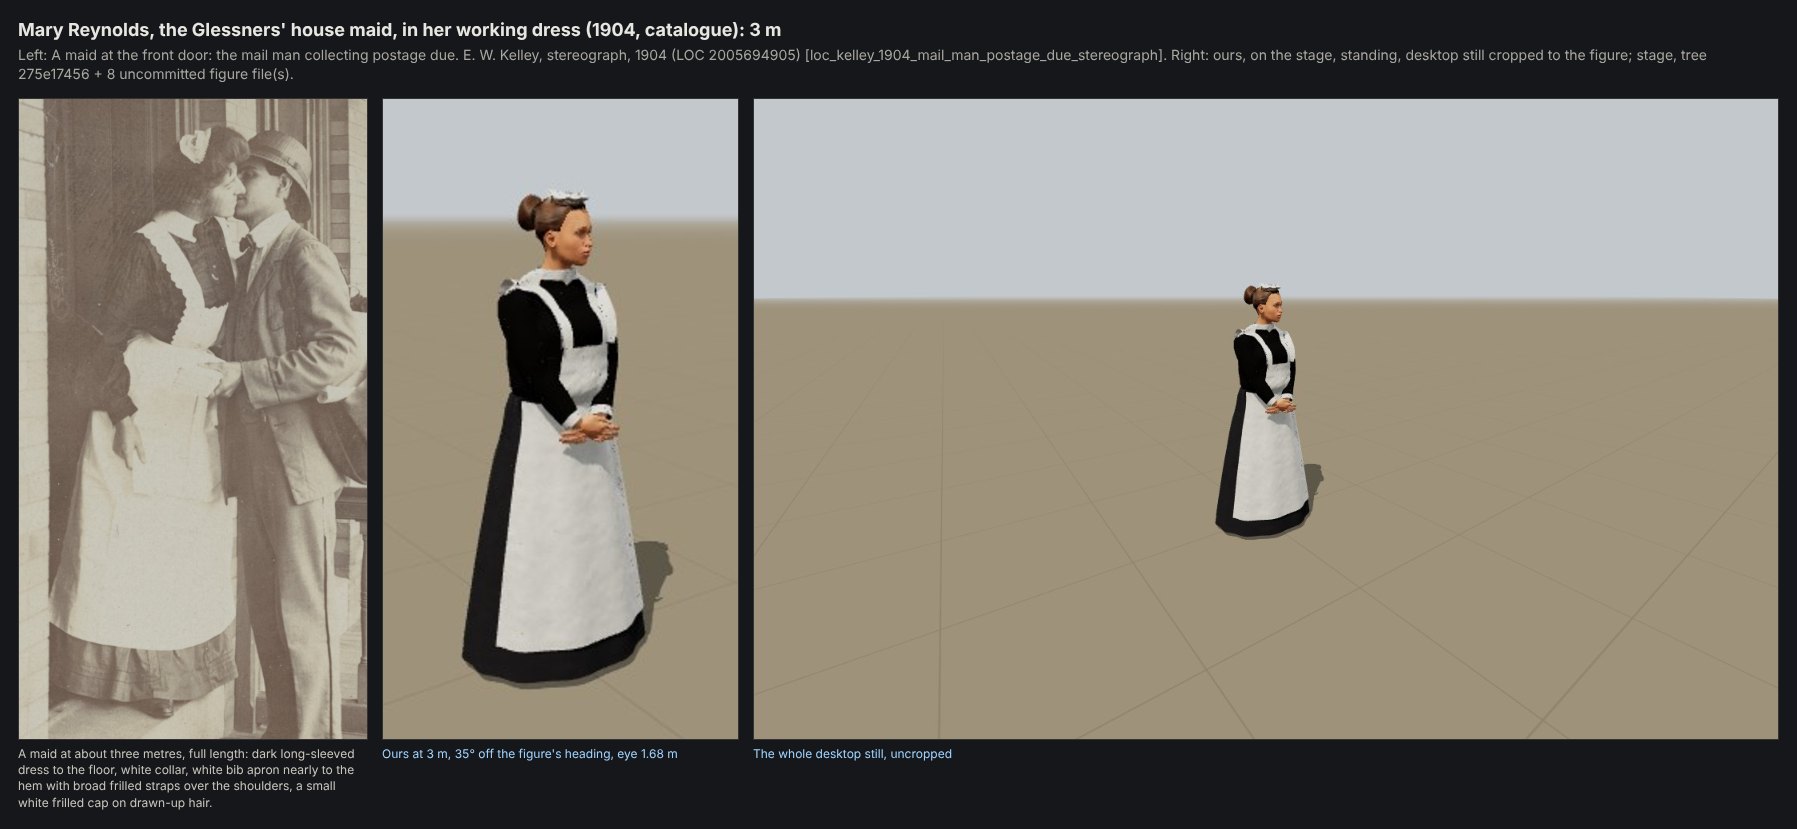 Mary Reynolds, the Glessners' house maid, in her working dress (1904, catalogue): 3 m
Left: A maid at the front door: the mail man collecting postage due. E. W. Kelley, stereograph, 1904 (LOC 2005694905) [loc_kelley_1904_mail_man_postage_due_stereograph]. Right: ours, on the stage, standing, desktop still cropped to the figure; stage, tree
275e17456 + 8 uncommitted figure file(s).
A maid at about three metres, full length: dark long-sleeved
dress to the floor, white collar, white bib apron nearly to the
hem with broad frilled straps over the shoulders, a small
white frilled cap on drawn-up hair.
Ours at 3 m, 35° off the figure's heading, eye 1.68 m
The whole desktop still, uncropped